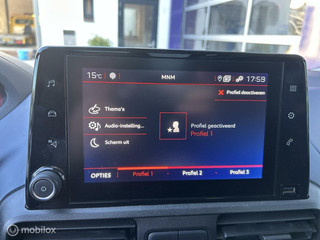 15°C MNM 17:59
Profiel deactiveren
Thema's
Audio-instelling...
Profiel geactiveerd
Profiel 1
Scherm uit
OPTIES Profiel 1 Profiel 2 Profiel 3
mobilox